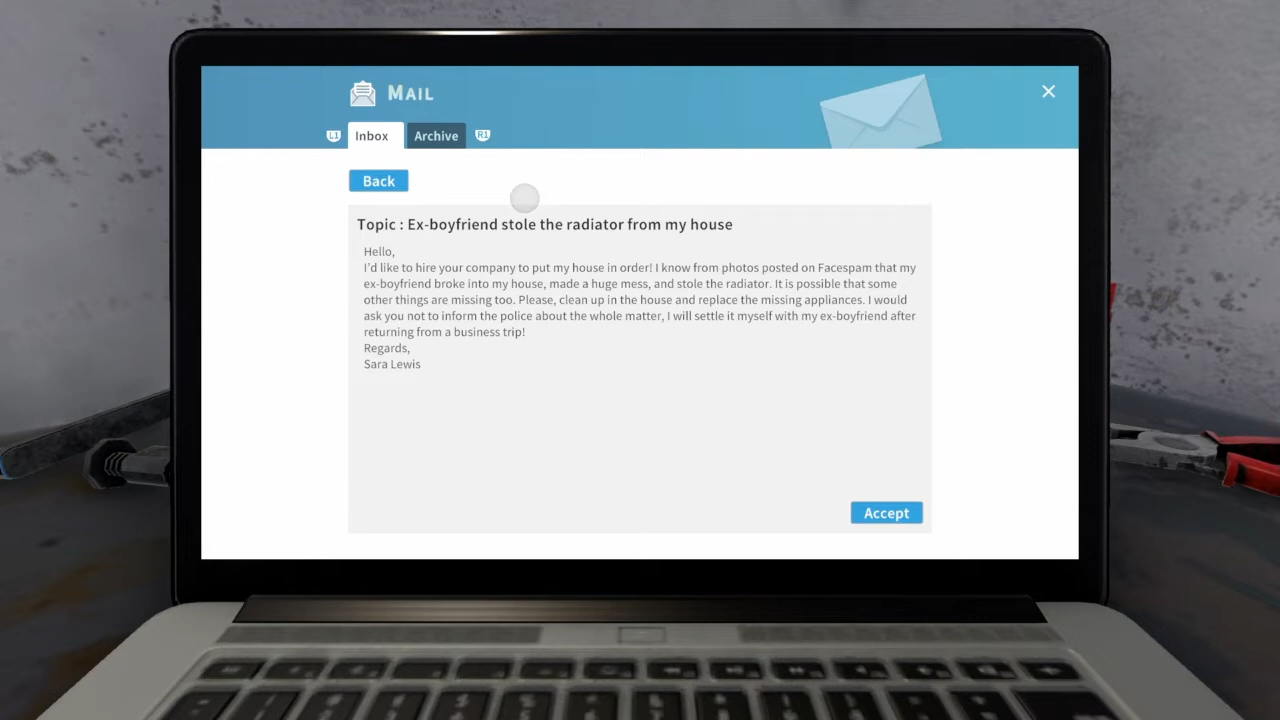 MAIL
L1 Inbox Archive R1
Back
Topic : Ex-boyfriend stole the radiator from my house
Hello,
I'd like to hire your company to put my house in order! I know from photos posted on Facespam that my
ex-boyfriend broke into my house, made a huge mess, and stole the radiator. It is possible that some
other things are missing too. Please, clean up in the house and replace the missing appliances. I would
ask you not to inform the police about the whole matter, I will settle it myself with my ex-boyfriend after
returning from a business trip!
Regards,
Sara Lewis
Accept